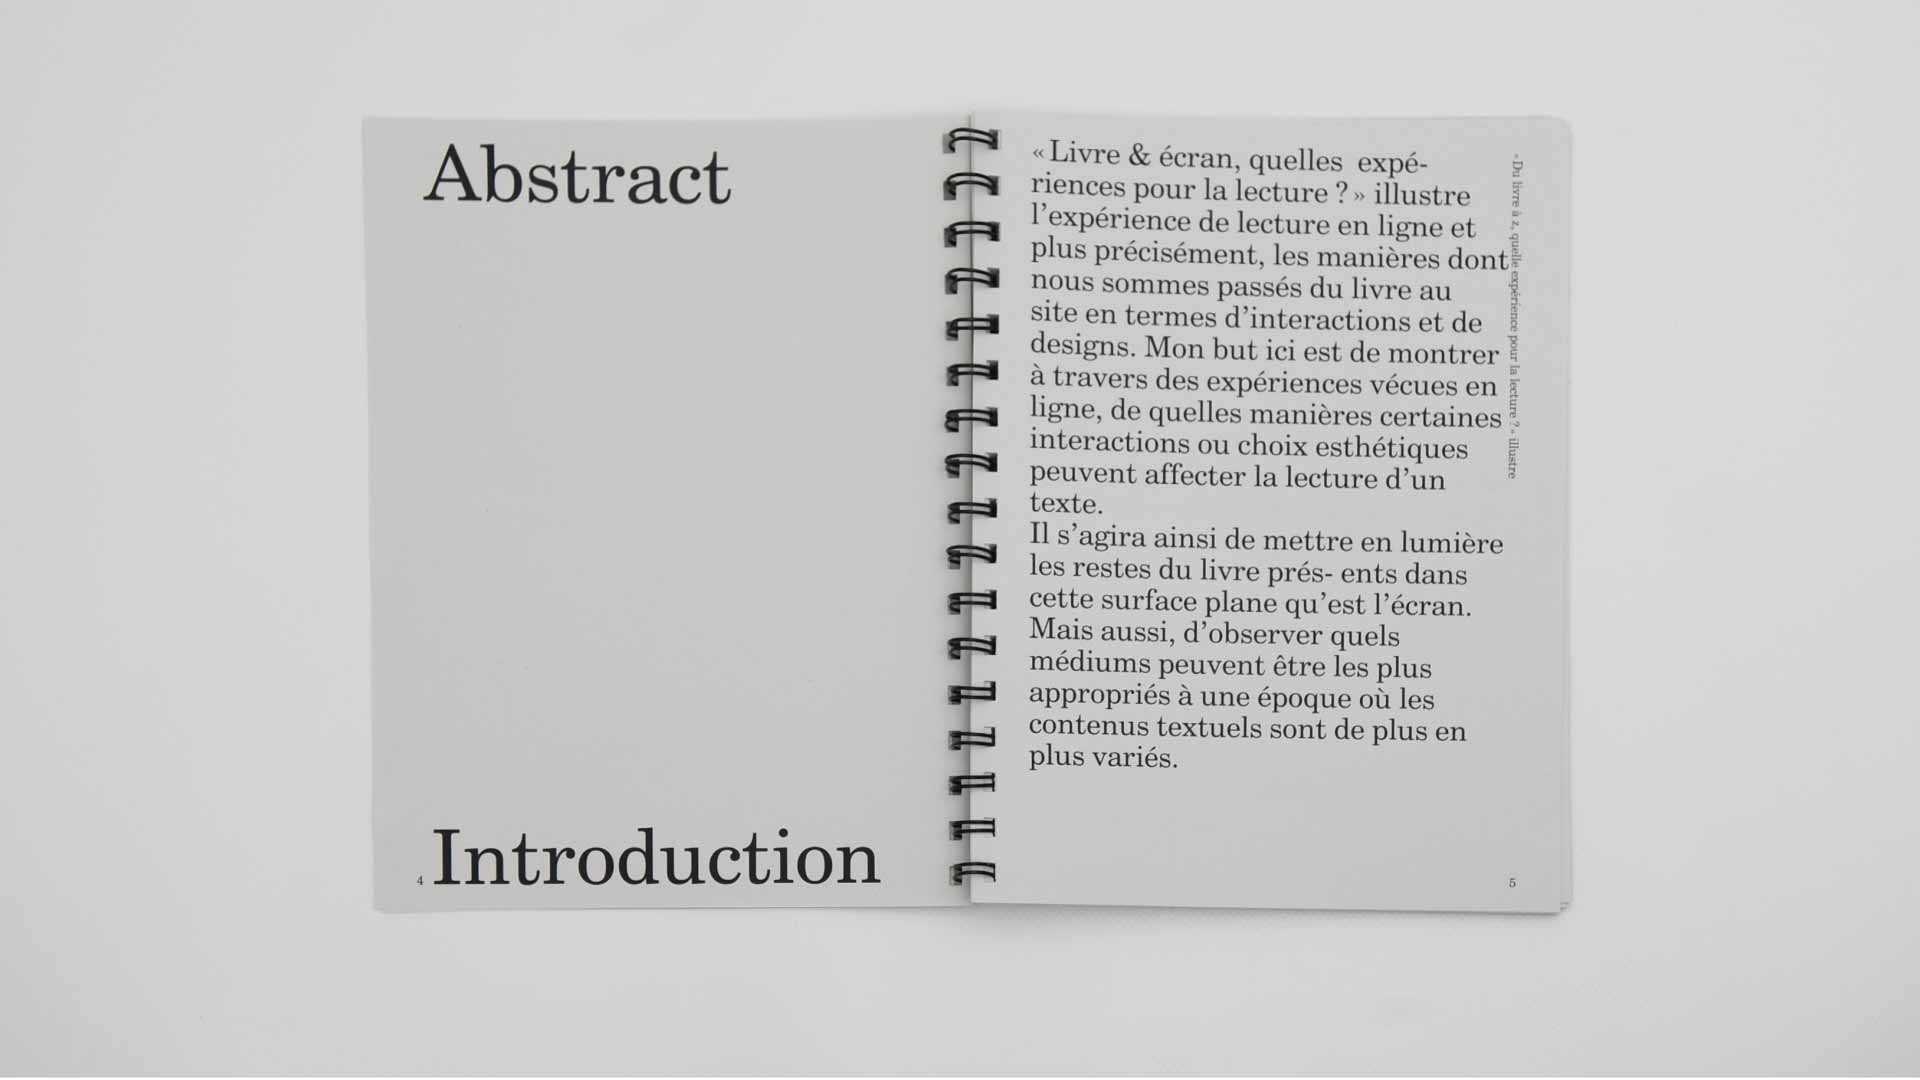 Abstract
Introduction
4
« Livre & écran, quelles  expé-
riences pour la lecture ? » illustre
l’expérience de lecture en ligne et
plus précisément, les manières dont
nous sommes passés du livre au
site en termes d’interactions et de
designs. Mon but ici est de montrer
à travers des expériences vécues en
ligne, de quelles manières certaines
interactions ou choix esthétiques
peuvent affecter la lecture d’un
texte.
Il s’agira ainsi de mettre en lumière
les restes du livre prés- ents dans
cette surface plane qu’est l’écran.
Mais aussi, d’observer quels
médiums peuvent être les plus
appropriés à une époque où les
contenus textuels sont de plus en
plus variés.
« Du livre à z, quelle expérience pour la lecture ? » illustre
5